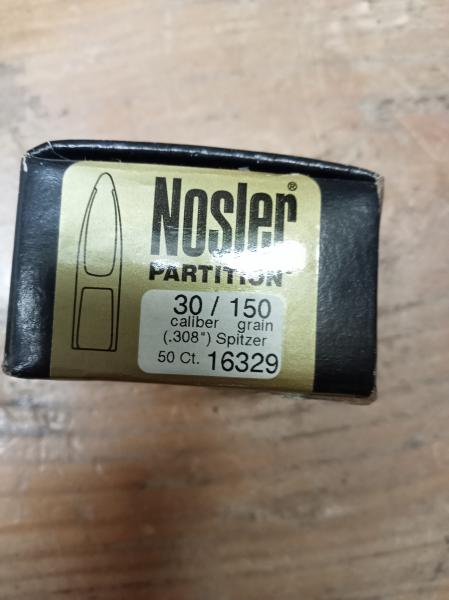 Nosler®
PARTITION
30 / 150
caliber grain
(.308") Spitzer
50 Ct. 16329